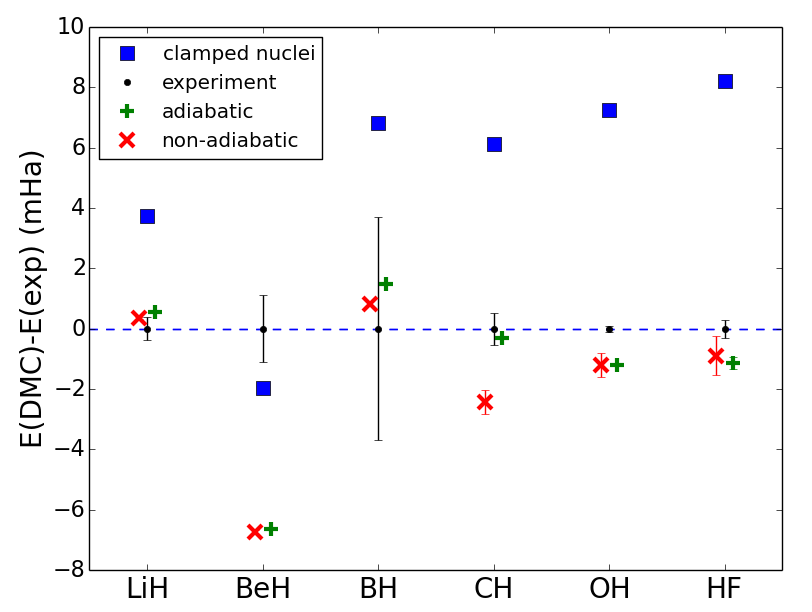 10
8
6
4
2
0
−2
−4
−6
−8
E(DMC)-E(exp) (mHa)
clamped nuclei
experiment
adiabatic
non-adiabatic
LiH BeH BH CH OH HF